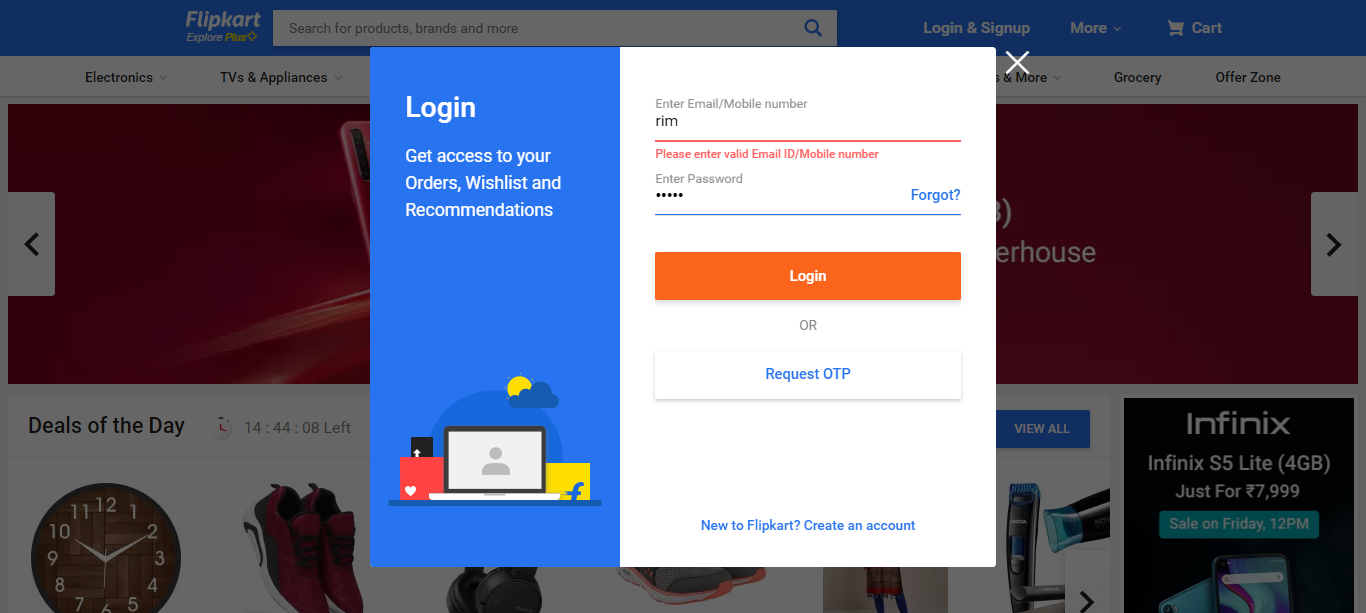 Flipkart
Explore Plus
Search for products, brands and more
Login & Signup
More
Cart
Electronics
TVs & Appliances
s & More
Grocery
Offer Zone
Login
Get access to your
Orders, Wishlist and
Recommendations
Enter Email/Mobile number
rim
Please enter valid Email ID/Mobile number
Enter Password
•••••
Forgot?
Login
OR
Request OTP
New to Flipkart? Create an account
3)
erhouse
Deals of the Day
14 : 44 : 08 Left
VIEW ALL
Infinix
Infinix S5 Lite (4GB)
Just For ₹7,999
Sale on Friday, 12PM
12
11
1
10
2
9
3
8
4
7
6
5